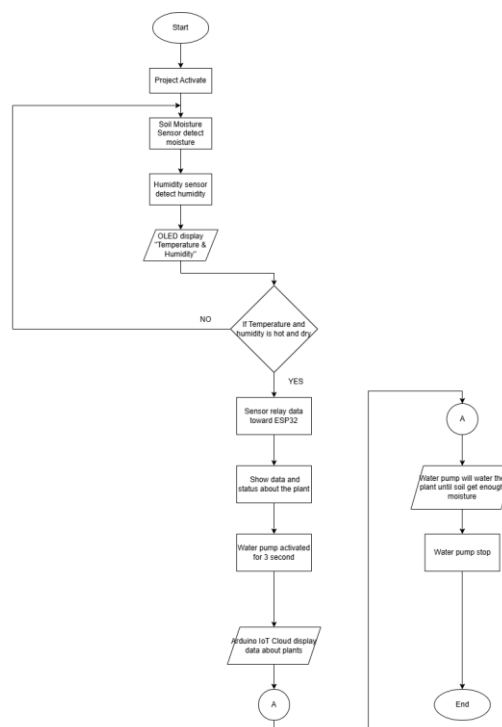 Start
Project Activate
Soil Moisture
Sensor detect
moisture
Humidity sensor
detect humidity
OLED display
"Temperature &
Humidity"
If Temperature and
humidity is hot and dry
NO
YES
Sensor relay data
toward ESP32
Show data and
status about the plant
Water pump activated
for 3 second
Arduino IoT Cloud display
data about plants
A
A
Water pump will water the
plant until soil get enough
moisture
Water pump stop
End